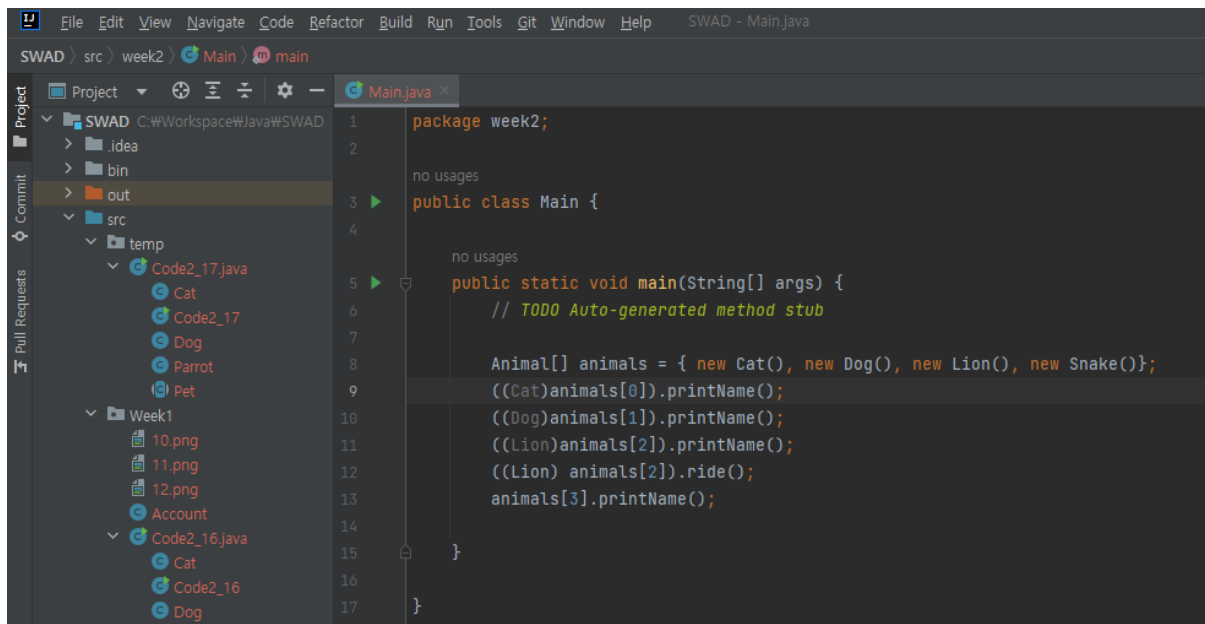 File Edit View Navigate Code Refactor Build Run Tools Git Window Help SWAD - Main.java
SWAD 〉 src 〉 week2 〉 Main 〉 main
Project
Main.java
Project
Commit
Pull Requests
SWAD C:₩Workspace₩Java₩SWAD
.idea
bin
out
src
temp
Code2_17.java
Cat
Code2_17
Dog
Parrot
Pet
Week1
10.png
11.png
12.png
Account
Code2_16.java
Cat
Code2_16
Dog
1 package week2;
2
no usages
3 public class Main {
4
no usages
5 public static void main(String[] args) {
6 // TODO Auto-generated method stub
7
8 Animal[] animals = { new Cat(), new Dog(), new Lion(), new Snake()};
9 ((Cat)animals[0]).printName();
10 ((Dog)animals[1]).printName();
11 ((Lion)animals[2]).printName();
12 ((Lion) animals[2]).ride();
13 animals[3].printName();
14
15 }
16
17 }